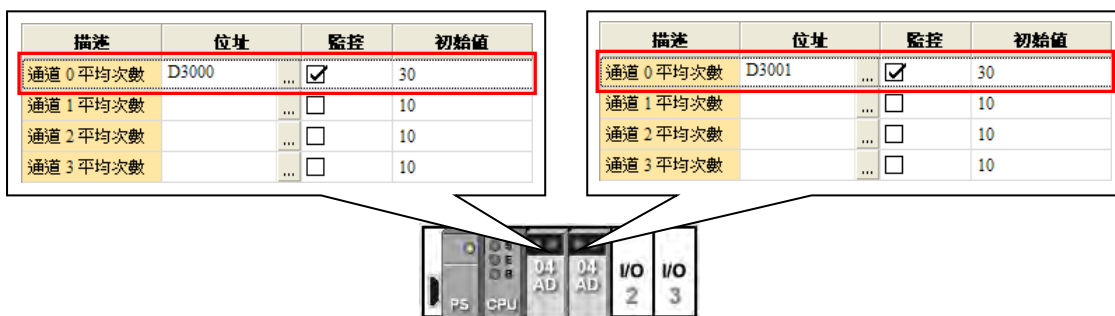 描述 位址 監控 初始值
通道 0 平均次數 D3000 ... 30
通道 1 平均次數 ... 10
通道 2 平均次數 ... 10
通道 3 平均次數 ... 10
描述 位址 監控 初始值
通道 0 平均次數 D3001 ... 30
通道 1 平均次數 ... 10
通道 2 平均次數 ... 10
通道 3 平均次數 ... 10
PS
CPU
04
AD
04
AD
I/O
2
I/O
3